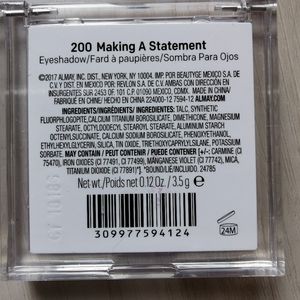 200 Making A Statement
Eyeshadow/Fard à paupières/Sombra Para Ojos
©2017 ALMAY, INC. DIST., NEW YORK, NY 10004. IMP. POR BEAUTYGE MEXICO S.A. DE
C.V. DIST. EN MEXICO POR: REVLON S.A. DE C.V. AMBAS CON DIRECCIÓN EN
INSURGENTES SUR 2453 OF 101 C.P. 01090 MÉXICO, CDMX. MADE IN CHINA/
FABRIQUÉ EN CHINE/ HECHO EN CHINA 224000-12 7594-12 ALMAY.COM
INGREDIENTS/INGRÉDIENTS/ INGREDIENTES: TALC, SYNTHETIC
FLUORPHLOGOPITE, CALCIUM TITANIUM BOROSILICATE, DIMETHICONE, MAGNESIUM
STEARATE, OCTYLDODECYL STEAROYL STEARATE, ALUMINUM STARCH
OCTENYLSUCCINATE, CALCIUM ALUMINUM BOROSILICATE, PHENOXYETHANOL,
ETHYLHEXYLGLYCERIN, SILICA, TIN OXIDE, TRIETHOXYCAPRYLYLSILANE, POTASSIUM
SORBATE, MAY CONTAIN / PEUT CONTENIR / PUEDE CONTENER [+/-: CARMINE (CI
75470), IRON OXIDES (CI 77491, CI 77499), MANGANESE VIOLET (CI 77742), MICA,
TITANIUM DIOXIDE (CI 77891)]* *BOUND/LIÉ/INCLUIDO. 24785
Net wt./Poids net/0.12 Oz./ 3.5 g ℮
3 09977 59412 4
24M